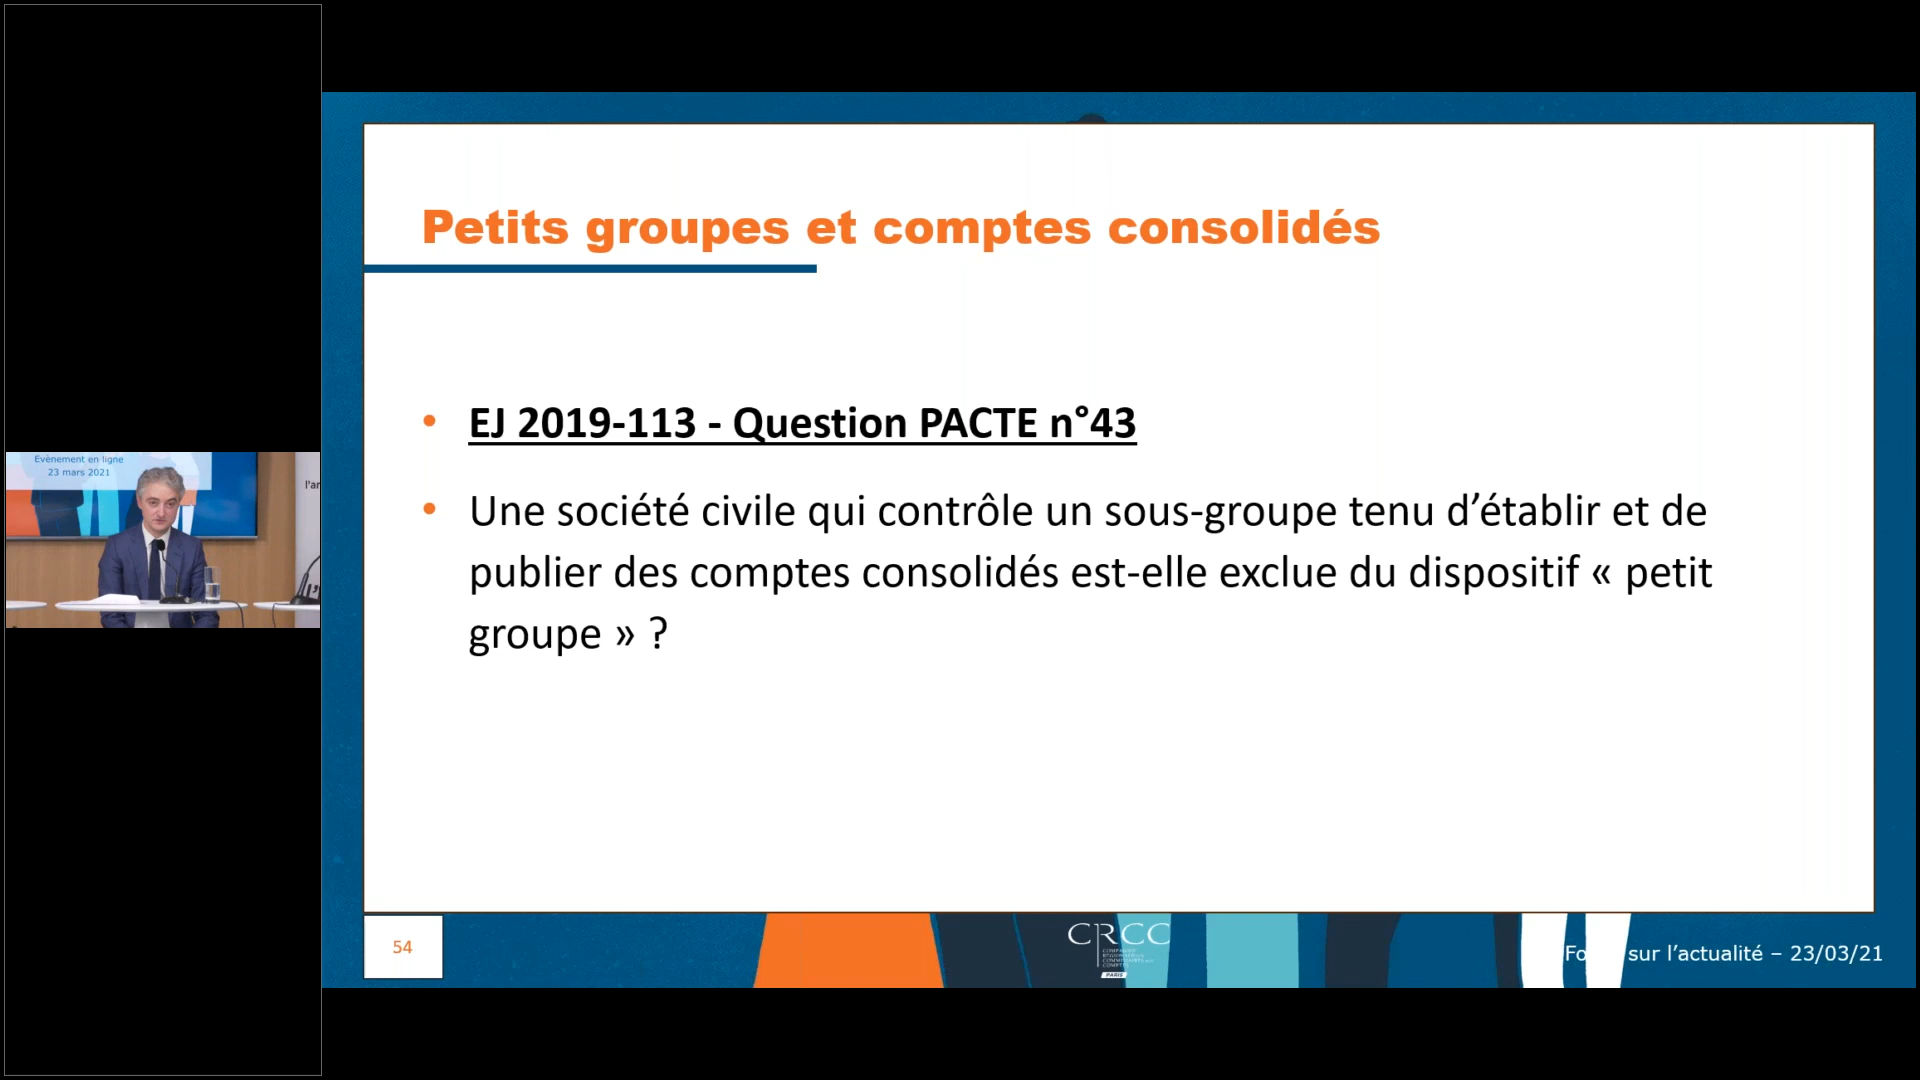 Petits groupes et comptes consolidés
• EJ 2019-113 - Question PACTE n°43
• Une société civile qui contrôle un sous-groupe tenu d’établir et de
publier des comptes consolidés est-elle exclue du dispositif « petit
groupe » ?
Evènement en ligne
23 mars 2021
l'ar
54
CRCC
PARIS
sur l’actualité – 23/03/21